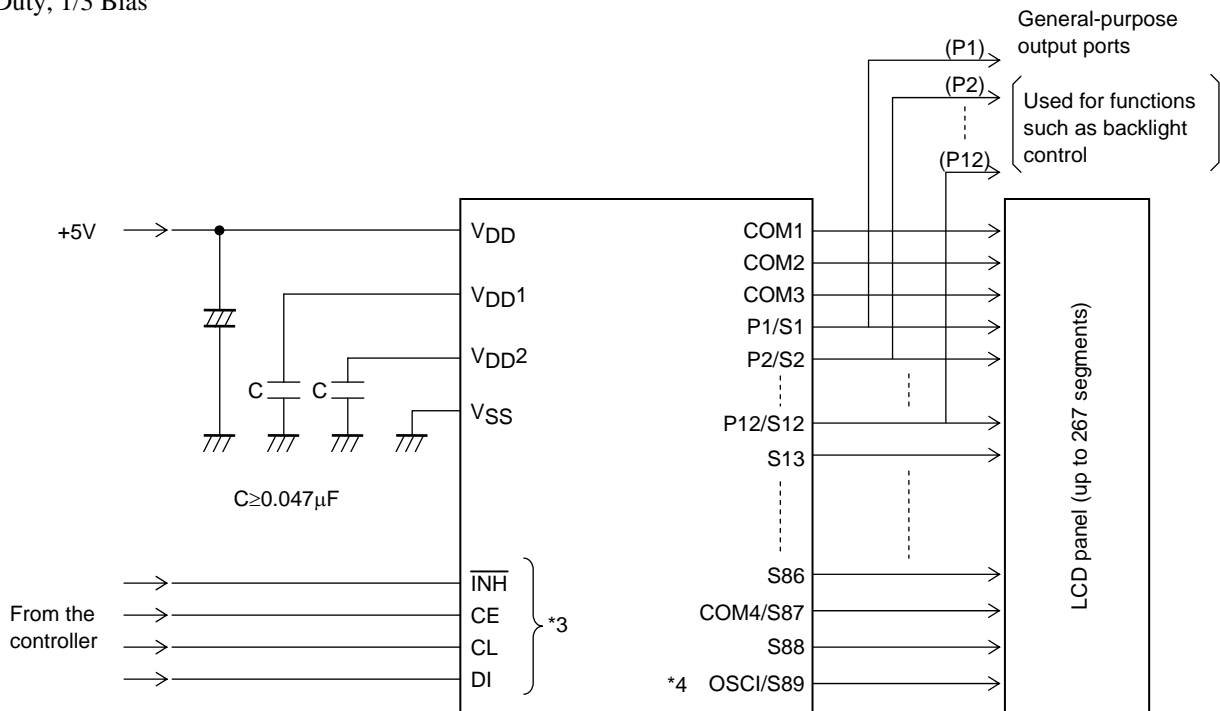 Duty, 1/3 Bias
General-purpose
output ports
(P1)
(P2)
Used for functions
such as backlight
control
(P12)
+5V
VDD
VDD1
VDD2
VSS
C
C
C≥0.047μF
COM1
COM2
COM3
P1/S1
P2/S2
P12/S12
S13
S86
COM4/S87
S88
*4 OSCI/S89
LCD panel (up to 267 segments)
From the
controller
INH
CE
CL
DI
*3